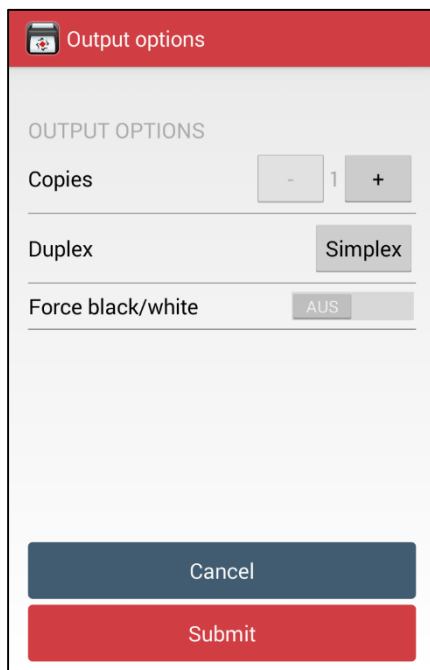 Output options
OUTPUT OPTIONS
Copies - 1 +
Duplex Simplex
Force black/white AUS
Cancel
Submit